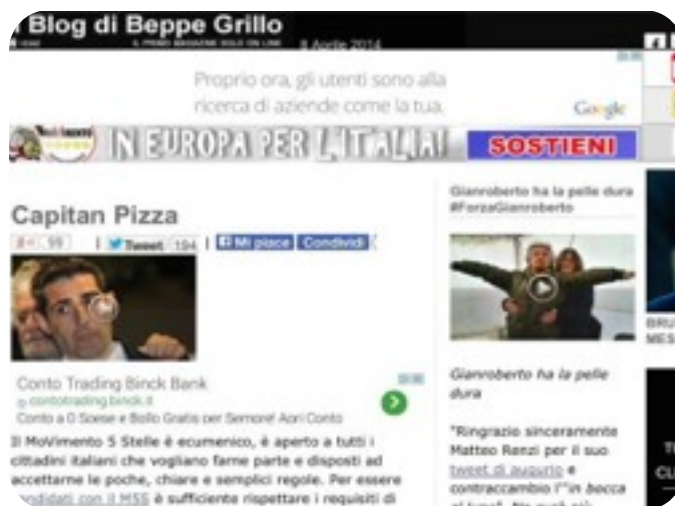 Blog di Beppe Grillo
8 Aprile 2014
Proprio ora, gli utenti sono alla
ricerca di aziende come la tua.
Google
IN EUROPA PER L'ITALIA!
SOSTIENI
Capitan Pizza
99
Tweet 194
Mi piace Condividi
Conto Trading Binck Bank
contotrading.binck.it
Conto a 0 Spese e Bollo Gratis per Sempre! Apri Conto
Il MoVimento 5 Stelle è ecumenico, è aperto a tutti i
cittadini italiani che vogliano farne parte e disposti ad
accettarne le poche, chiare e semplici regole. Per essere
candidati con il M5S è sufficiente rispettare i requisiti di
Gianroberto ha la pelle dura
#ForzaGianroberto
Gianroberto ha la pelle
dura
"Ringrazio sinceramente
Matteo Renzi per il suo
tweet di augurio e
contraccambio l'"in bocca
BRU
MES